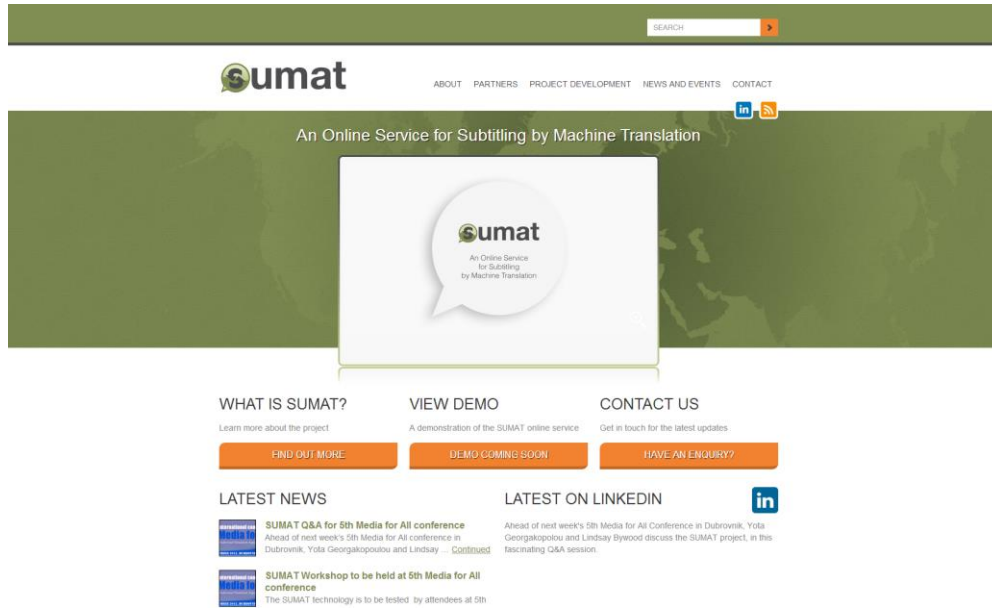 SEARCH
sumat
ABOUT PARTNERS PROJECT DEVELOPMENT NEWS AND EVENTS CONTACT
in
An Online Service for Subtitling by Machine Translation
sumat
An Online Service
for Subtitling
by Machine Translation
WHAT IS SUMAT?
Learn more about the project
FIND OUT MORE
VIEW DEMO
A demonstration of the SUMAT online service
DEMO COMING SOON
CONTACT US
Get in touch for the latest updates
HAVE AN ENQUIRY?
LATEST NEWS
SUMAT Q&A for 5th Media for All conference
Ahead of next week's 5th Media for All conference in
Dubrovnik, Yota Georgakopoulou and Lindsay ... Continued
SUMAT Workshop to be held at 5th Media for All
conference
The SUMAT technology is to be tested by attendees at 5th
LATEST ON LINKEDIN
in
Ahead of next week's 5th Media for All Conference in Dubrovnik, Yota
Georgakopoulou and Lindsay Bywood discuss the SUMAT project, in this
fascinating Q&A session.